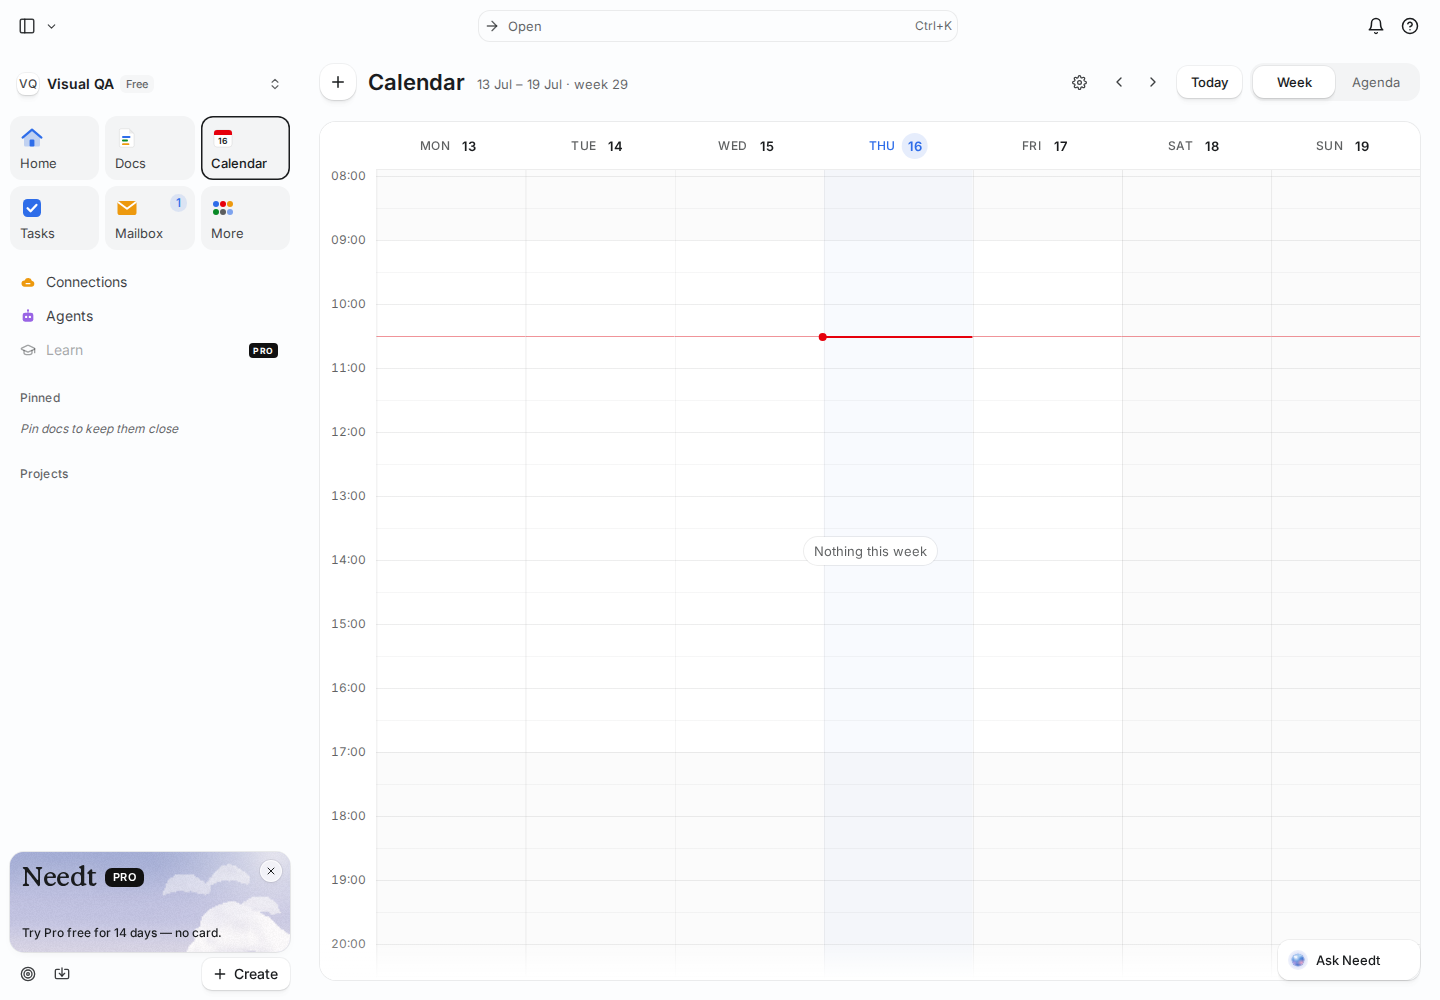 Open
Ctrl+K
VQ Visual QA Free
Home
Docs
16
Calendar
Tasks
1
Mailbox
More
Connections
Agents
Learn PRO
Pinned
Pin docs to keep them close
Projects
Needt PRO
Try Pro free for 14 days — no card.
Create
Calendar 13 Jul – 19 Jul · week 29
Today
Week
Agenda
MON 13
TUE 14
WED 15
THU 16
FRI 17
SAT 18
SUN 19
08:00
09:00
10:00
11:00
12:00
13:00
Nothing this week
14:00
15:00
16:00
17:00
18:00
19:00
20:00
Ask Needt